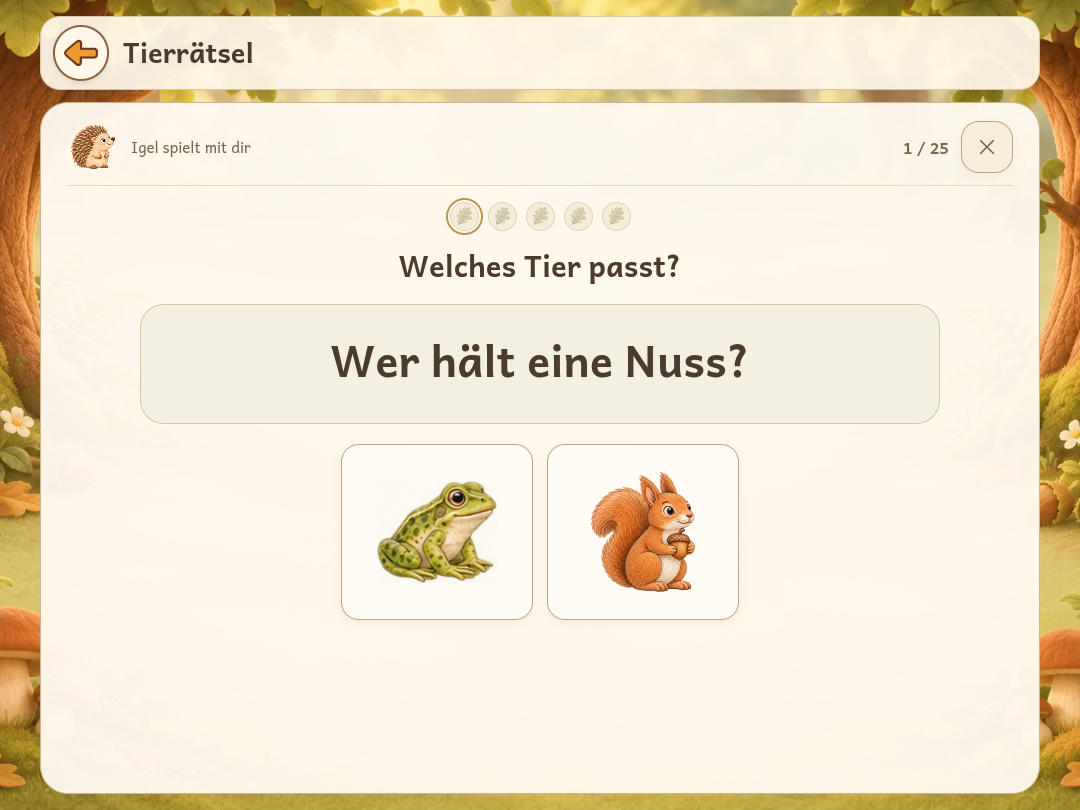 Tierrätsel
Igel spielt mit dir
1 / 25
Welches Tier passt?
Wer hält eine Nuss?